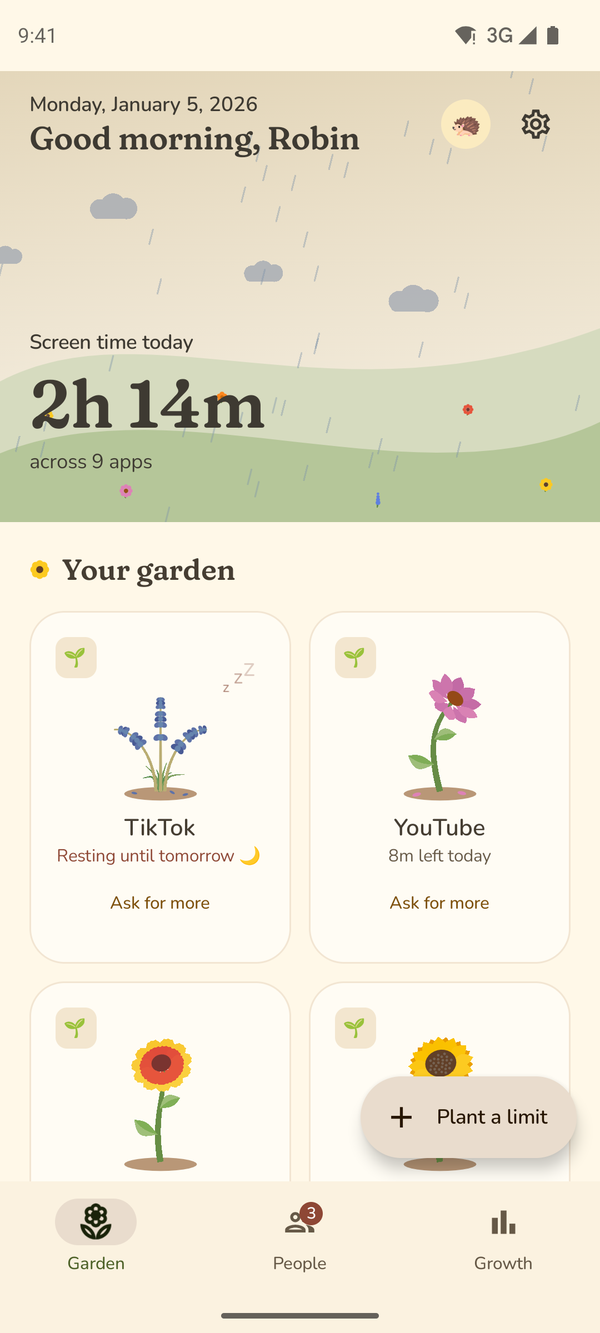 9:41
3G
Monday, January 5, 2026
Good morning, Robin
Screen time today
2h 14m
across 9 apps
Your garden
z z Z
TikTok
Resting until tomorrow 🌙
Ask for more
YouTube
8m left today
Ask for more
Plant a limit
Garden
3
People
Growth